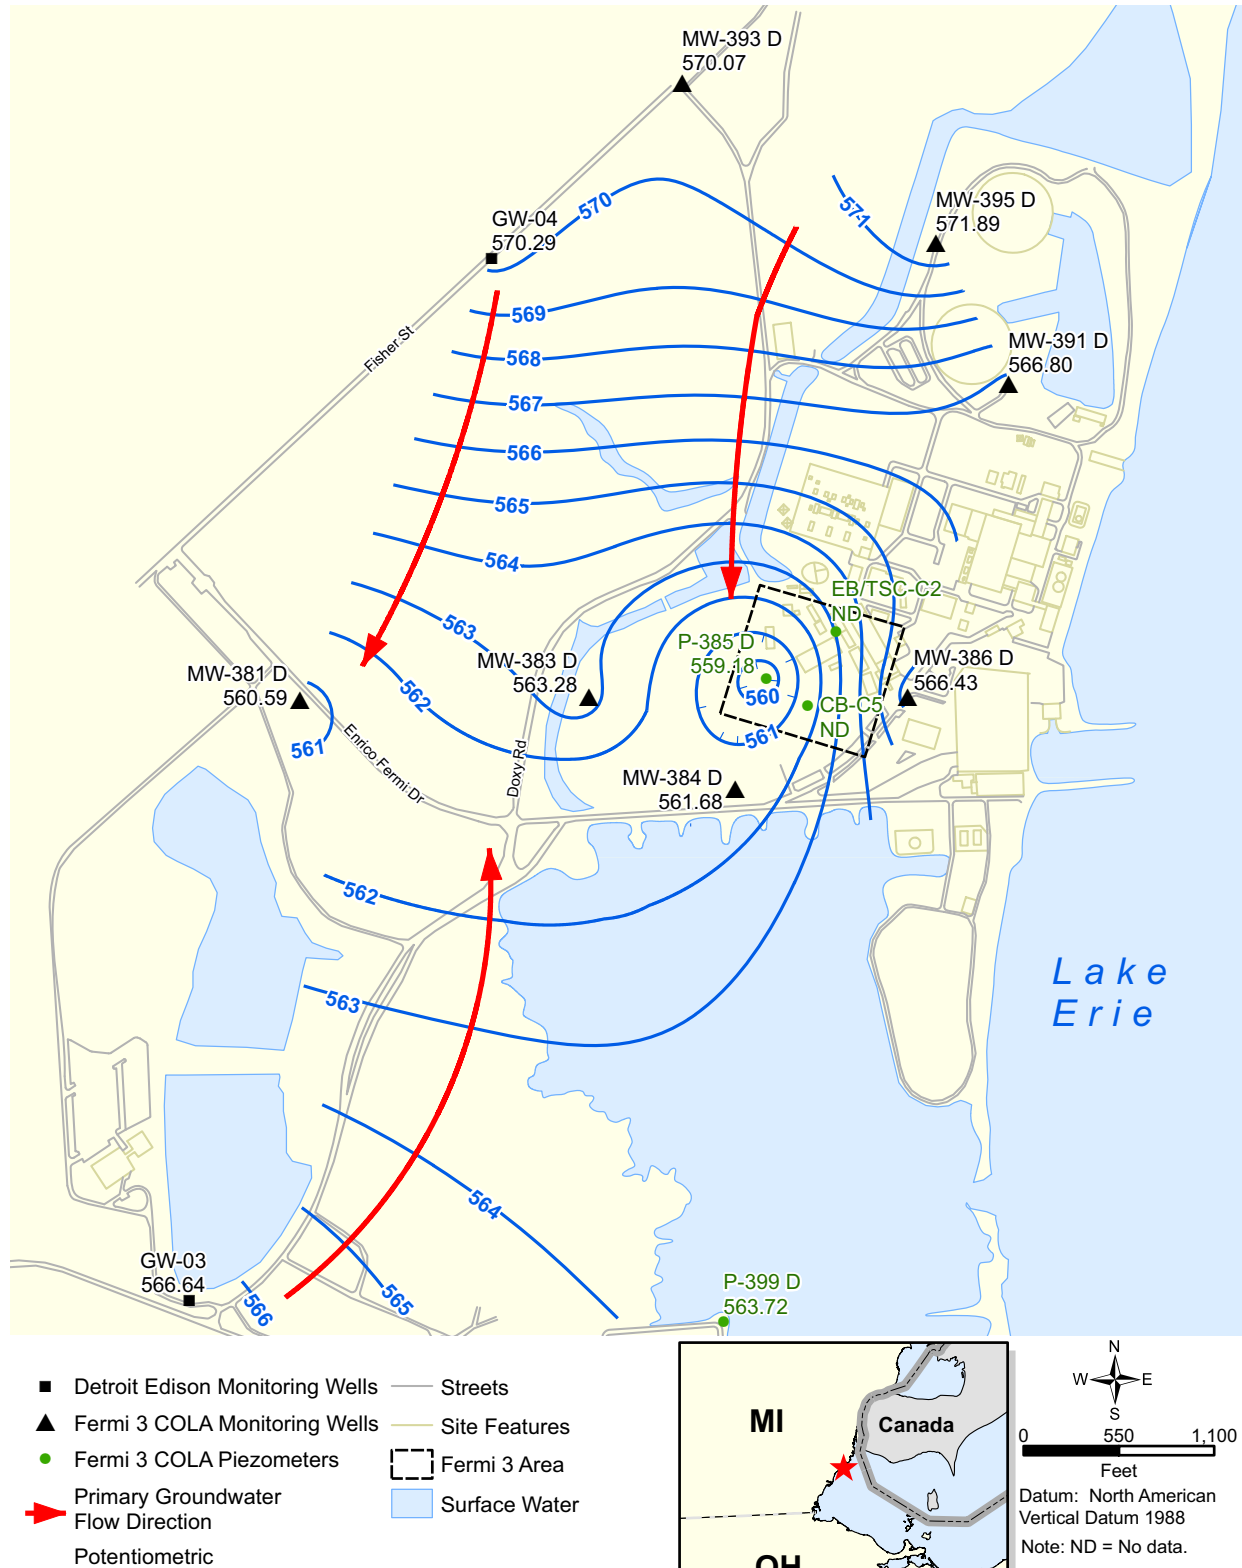 MW-393 D
570.07
MW-395 D
571.89
GW-04
570.29
570
571
569
568
567
566
565
564
563
562
561
MW-391 D
566.80
Fisher St
EB/TSC-C2
ND
P-385 D
559.18
560
CB-C5
ND
561
MW-386 D
566.43
MW-383 D
563.28
MW-381 D
560.59
MW-384 D
561.68
Enrico Fermi Dr
Doxy Rd
562
563
564
565
566
Lake
Erie
GW-03
566.64
P-399 D
563.72
Detroit Edison Monitoring Wells
Fermi 3 COLA Monitoring Wells
Fermi 3 COLA Piezometers
Primary Groundwater
Flow Direction
Potentiometric
Streets
Site Features
Fermi 3 Area
Surface Water
MI
Canada
OH
N
W E
S
0 550 1,100
Feet
Datum: North American
Vertical Datum 1988
Note: ND = No data.